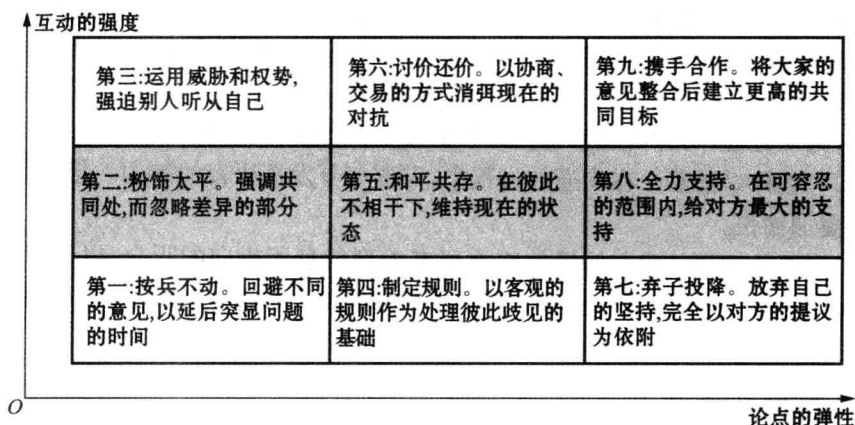 互动的强度
第三:运用威胁和权势,
强迫别人听从自己
第六:讨价还价。以协商、
交易的方式消弭现在的
对抗
第九:携手合作。将大家的
意见整合后建立更高的共
同目标
第二:粉饰太平。强调共
同处,而忽略差异的部分
第五:和平共存。在彼此
不相干下,维持现在的状
态
第八:全力支持。在可容忍
的范围内,给对方最大的支
持
第一:按兵不动。回避不同
的意见,以延后突显问题
的时间
第四:制定规则。以客观的
规则作为处理彼此歧见的
基础
第七:弃子投降。放弃自己
的坚持,完全以对方的提议
为依附
O
论点的弹性